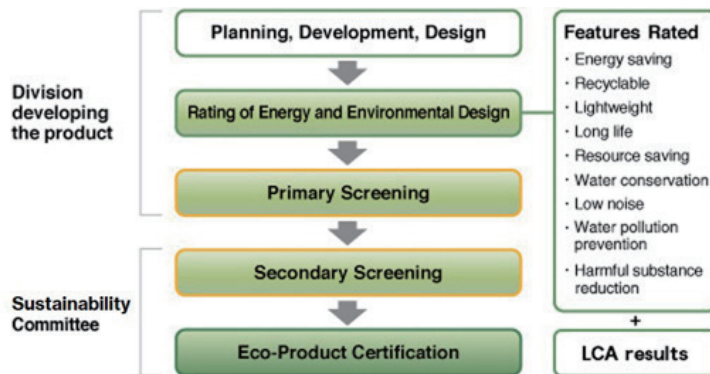 Planning, Development, Design
Division
developing
the product
Rating of Energy and Environmental Design
Primary Screening
Secondary Screening
Sustainability
Committee
Eco-Product Certification
Features Rated
· Energy saving
· Recyclable
· Lightweight
· Long life
· Resource saving
· Water conservation
· Low noise
· Water pollution
prevention
· Harmful substance
reduction
+
LCA results